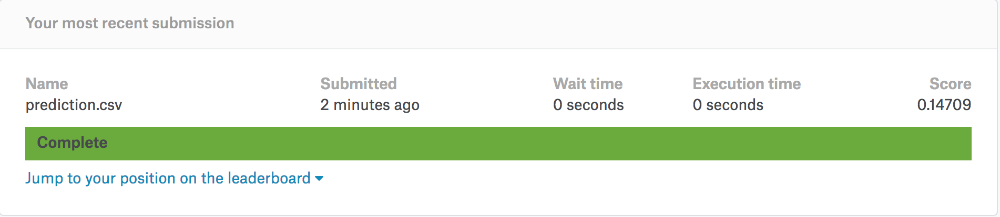 Your most recent submission
Name Submitted Wait time Execution time Score
prediction.csv 2 minutes ago 0 seconds 0 seconds 0.14709
Complete
Jump to your position on the leaderboard